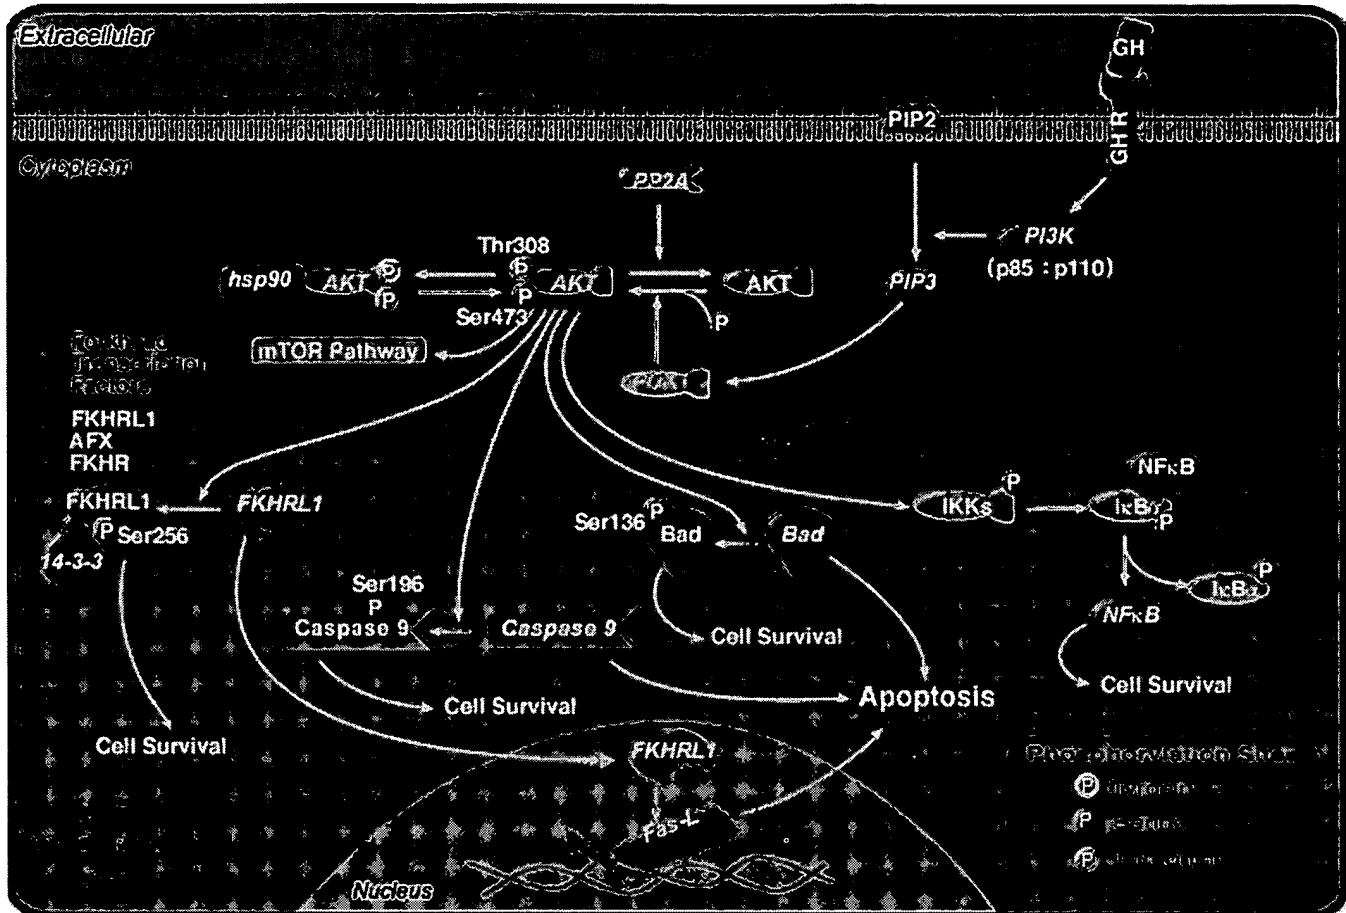 Extracellular
GH
GHR
PIP2
Cytoplasm
PP2A
PI3K
(p85 : p110)
Thr308
P
hsp90
AKT
P
P
AKT
P
AKT
PIP3
Ser473
P
mTOR Pathway
Factors
FKHRL1
AFX
FKHR
FKHRL1
P
Ser256
14-3-3
FKHRL1
Ser136
P
Bad
Bad
IKKs
P
NFκB
IκBα
P
IκBα
P
NFκB
Ser196
P
Caspase 9
Caspase 9
Cell Survival
Cell Survival
Cell Survival
Cell Survival
Apoptosis
FKHRL1
Fas-L
Nucleus
P
P
P